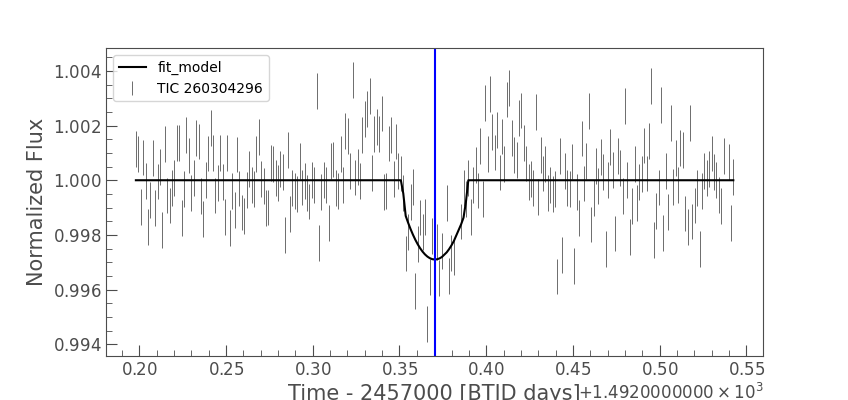 fit_model
TIC 260304296
Normalized Flux
1.004
1.002
1.000
0.998
0.996
0.994
0.20
0.25
0.30
0.35
0.40
0.45
0.50
0.55
Time - 2457000 [BTJD days]
+1.4920000000 × 10³